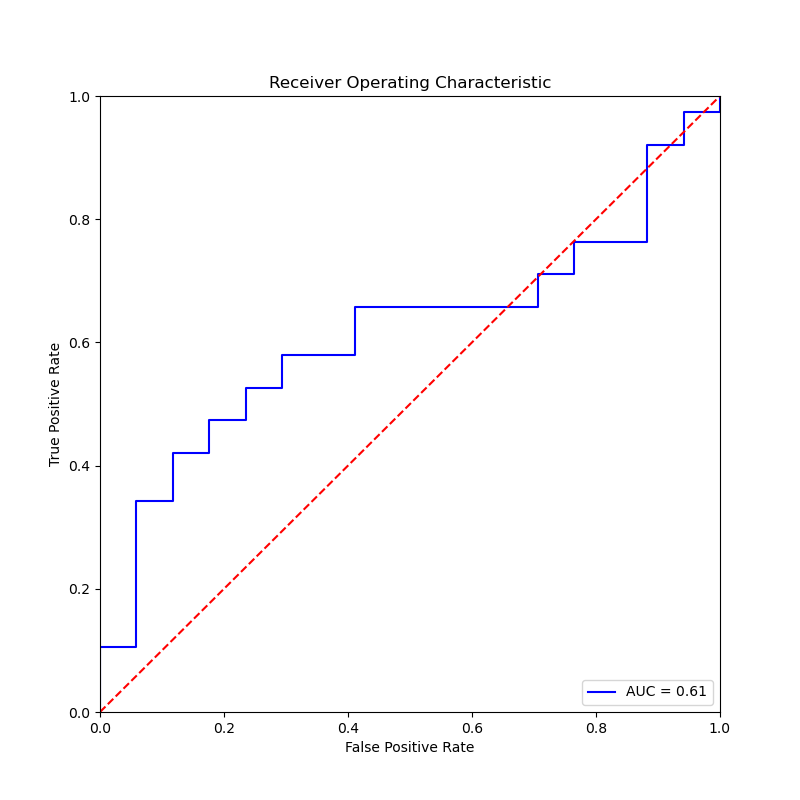 Receiver Operating Characteristic
1.0
0.8
0.6
0.4
0.2
0.0
True Positive Rate
AUC = 0.61
0.0 0.2 0.4 0.6 0.8 1.0
False Positive Rate